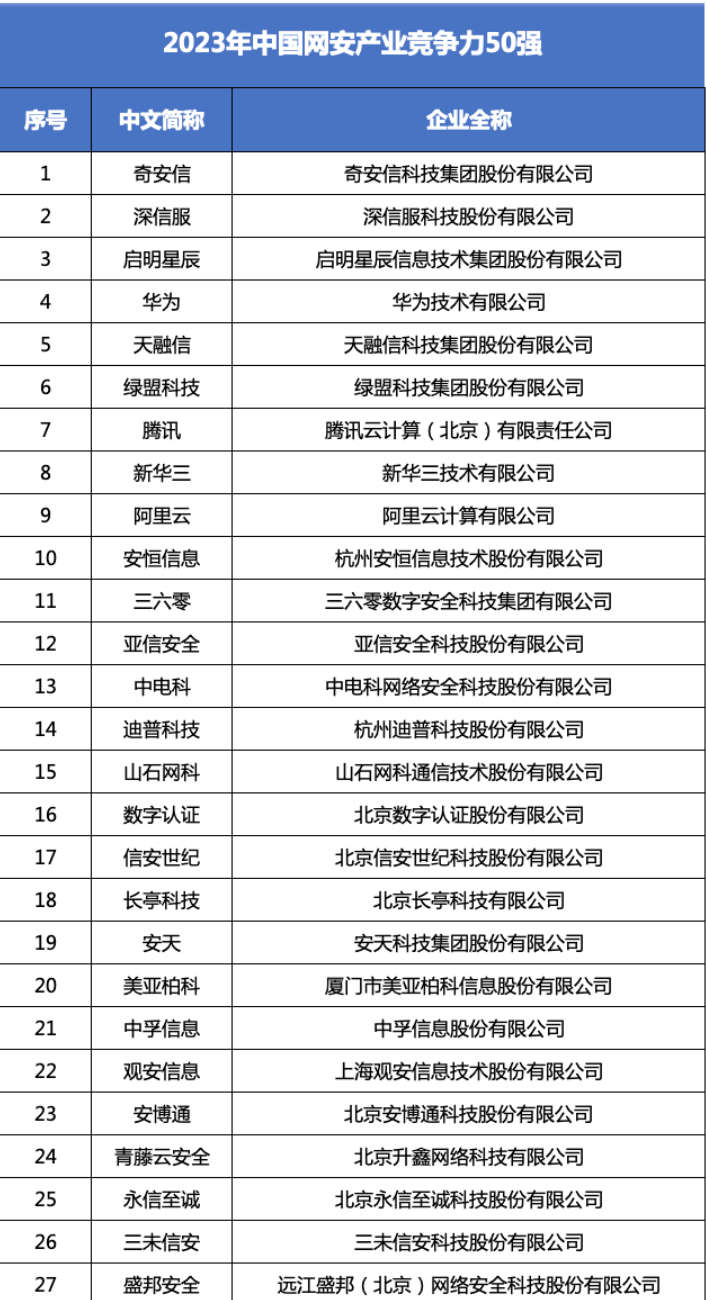 2023年中国网安产业竞争力50强
序号 中文简称 企业全称
1 奇安信 奇安信科技集团股份有限公司
2 深信服 深信服科技股份有限公司
3 启明星辰 启明星辰信息技术集团股份有限公司
4 华为 华为技术有限公司
5 天融信 天融信科技集团股份有限公司
6 绿盟科技 绿盟科技集团股份有限公司
7 腾讯 腾讯云计算（北京）有限责任公司
8 新华三 新华三技术有限公司
9 阿里云 阿里云计算有限公司
10 安恒信息 杭州安恒信息技术股份有限公司
11 三六零 三六零数字安全科技集团有限公司
12 亚信安全 亚信安全科技股份有限公司
13 中电科 中电科网络安全科技股份有限公司
14 迪普科技 杭州迪普科技股份有限公司
15 山石网科 山石网科通信技术股份有限公司
16 数字认证 北京数字认证股份有限公司
17 信安世纪 北京信安世纪科技股份有限公司
18 长亭科技 北京长亭科技有限公司
19 安天 安天科技集团股份有限公司
20 美亚柏科 厦门市美亚柏科信息股份有限公司
21 中孚信息 中孚信息股份有限公司
22 观安信息 上海观安信息技术股份有限公司
23 安博通 北京安博通科技股份有限公司
24 青藤云安全 北京升鑫网络科技有限公司
25 永信至诚 北京永信至诚科技股份有限公司
26 三未信安 三未信安科技股份有限公司
27 盛邦安全 远江盛邦（北京）网络安全科技股份有限公司